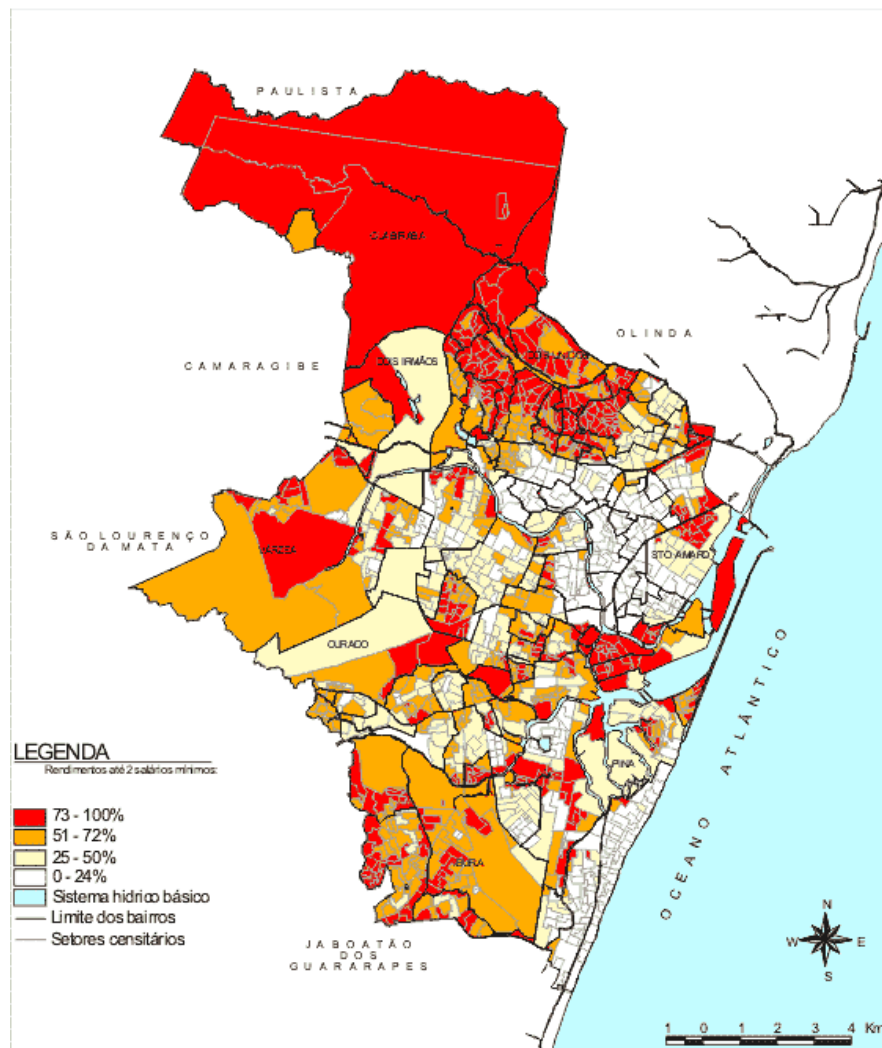 PAULISTA
OLINDA
CAMARAGIBE
DOIS IRMÃOS
DOIS UNIDOS
SÃO LOURENÇO
DA MATA
VARZEA
STO AMARO
CURADO
OCEANO ATLÂNTICO
PINA
IBURA
JABOATÃO
DOS
GUARARAPES
LEGENDA
Rendimentos até 2 salários mínimos:
73 - 100%
51 - 72%
25 - 50%
0 - 24%
Sistema hídrico básico
Limite dos bairros
Setores censitários
N
W E
S
1 0 1 2 3 4 Km